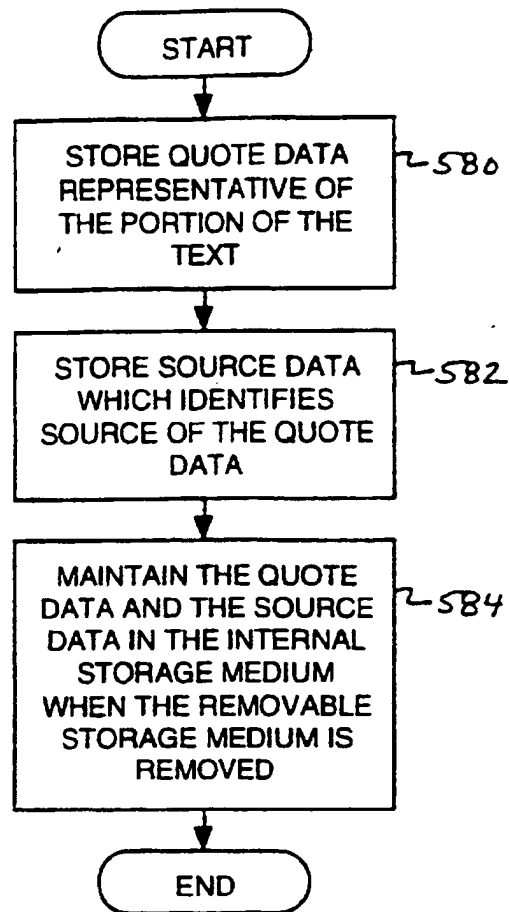 START
STORE QUOTE DATA
REPRESENTATIVE OF
THE PORTION OF THE
TEXT
580
STORE SOURCE DATA
WHICH IDENTIFIES
SOURCE OF THE QUOTE
DATA
582
MAINTAIN THE QUOTE
DATA AND THE SOURCE
DATA IN THE INTERNAL
STORAGE MEDIUM
WHEN THE REMOVABLE
STORAGE MEDIUM IS
REMOVED
584
END